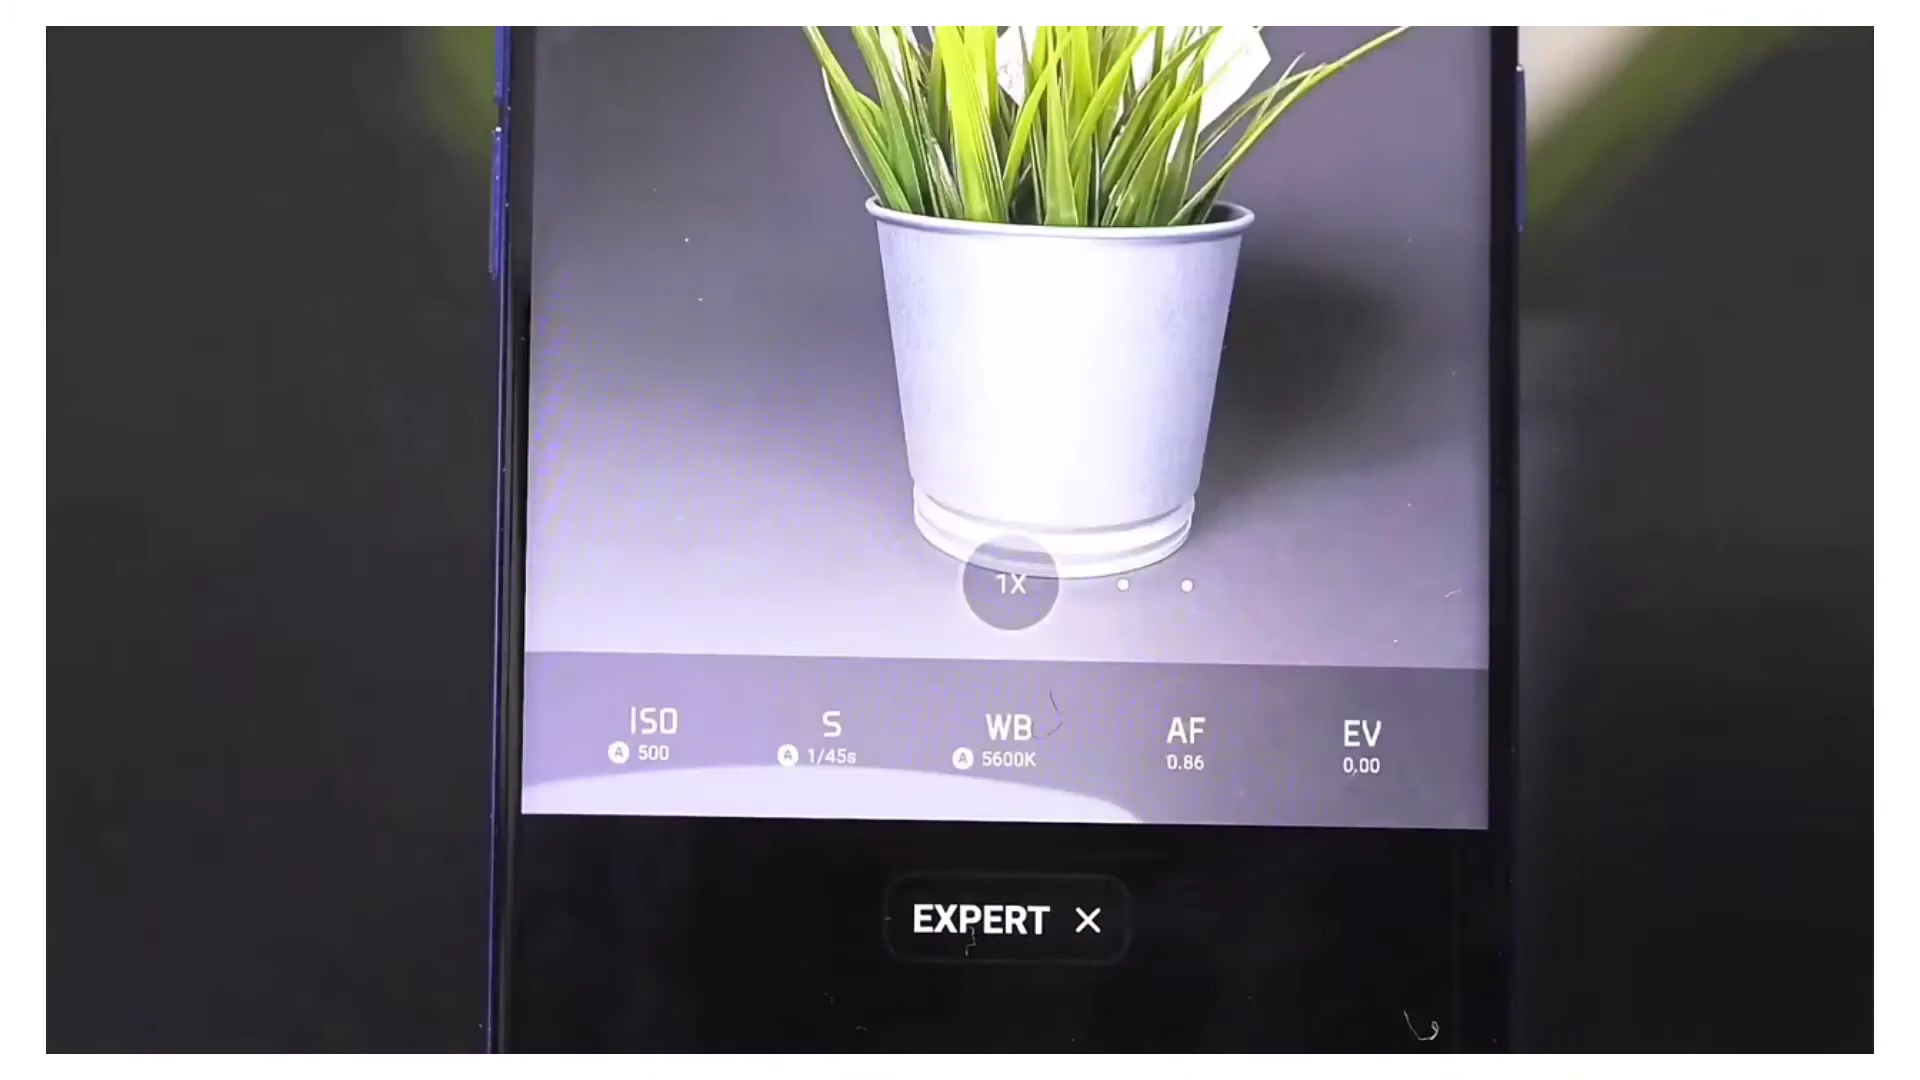 1X
ISO S WB AF EV
A 500 A 1/45s A 5600K 0.86 0.00
EXPERT X